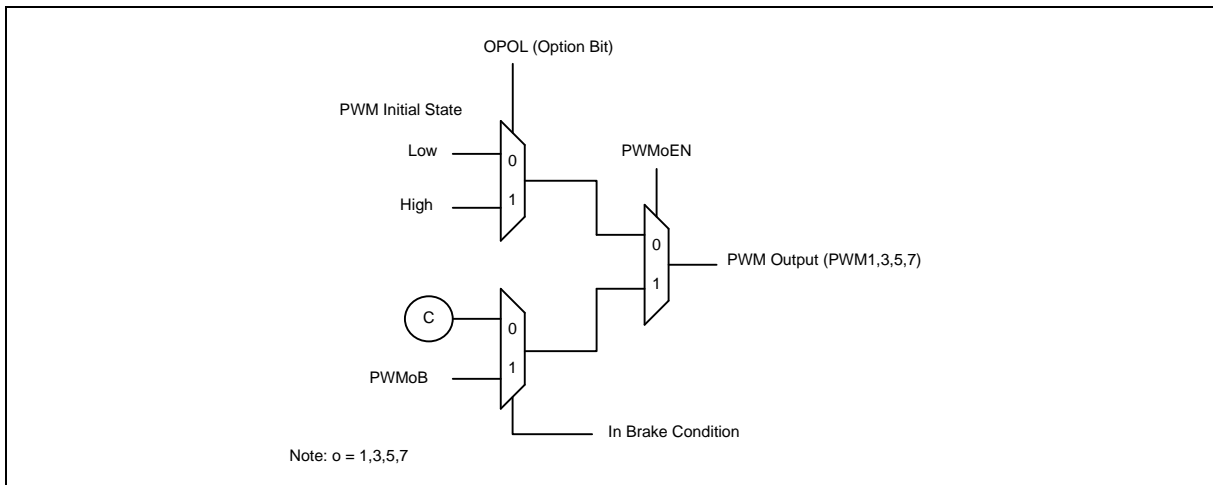 OPOL (Option Bit)
PWM Initial State
Low
0
High
1
PWMoEN
0
1
PWM Output (PWM1,3,5,7)
C
0
PWMoB
1
In Brake Condition
Note: o = 1,3,5,7